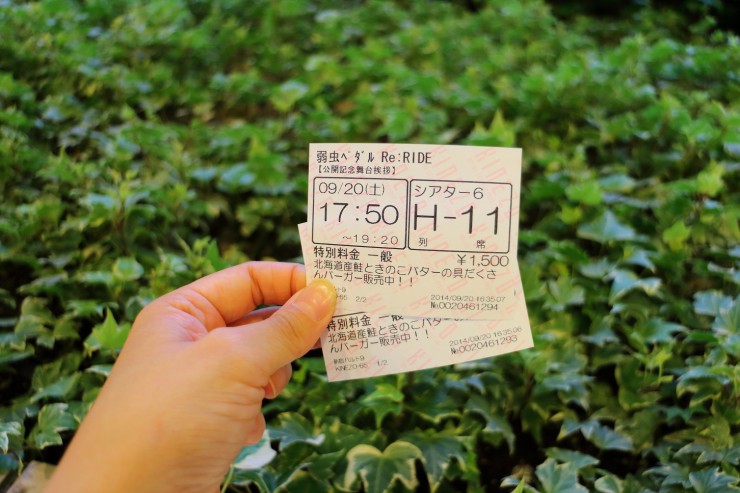 弱虫ペダル Re:RIDE
【公開記念舞台挨拶】
09/20(土)
17:50
～19:20
シアター6
H-11
列 席
特別料金 一般 ¥1,500
北海道産鮭ときのこバターの具だくさ
んバーガー販売中！！
2/2 2014/09/20 16:35:07
№0020461294
特別料金 一般
北海道産鮭ときのこバター
んバーガー販売中！！
1/2 2014/09/20 16:35:06
№0020461293